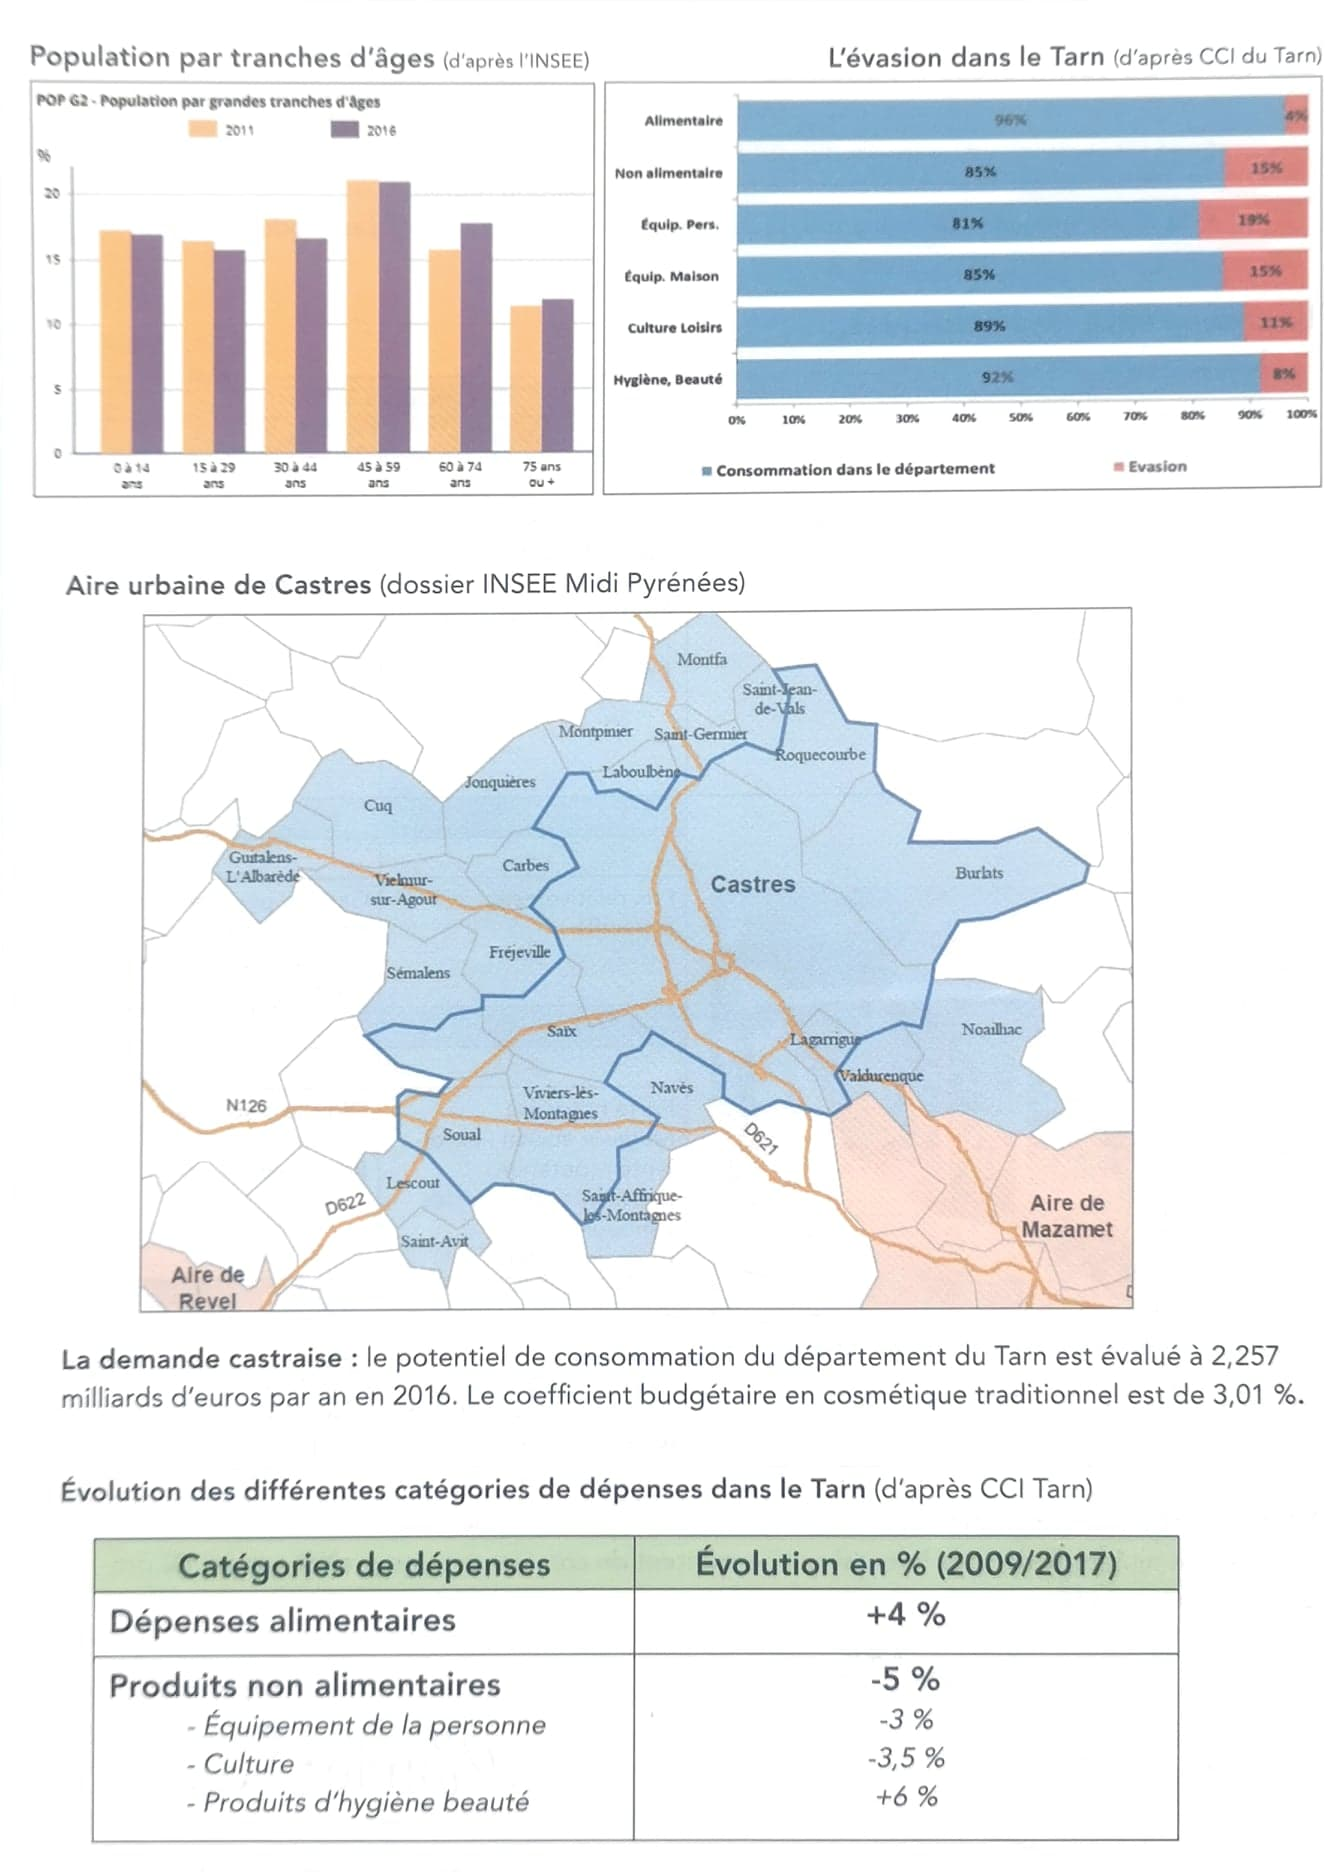 Population par tranches d'âges (d'après l'INSEE)
POP G2 - Population par grandes tranches d'âges
2011
2016
%
20
15
10
5
0
0 à 14 ans
15 à 29 ans
30 à 44 ans
45 à 59 ans
60 à 74 ans
75 ans ou +
L'évasion dans le Tarn (d'après CCI du Tarn)
Alimentaire 96% 4%
Non alimentaire 85% 15%
Équip. Pers. 81% 19%
Équip. Maison 85% 15%
Culture Loisirs 89% 11%
Hygiène, Beauté 92% 8%
0% 10% 20% 30% 40% 50% 60% 70% 80% 90% 100%
Consommation dans le département
Evasion
Aire urbaine de Castres (dossier INSEE Midi Pyrénées)
Montfa
Saint-Jean-
de-Vals
Montpinier
Saint-Germier
Roquecourbe
Laboulbène
Jonquières
Cuq
Guitalens-
L'Albarède
Carbes
Burlats
Vielmur-
sur-Agout
Castres
Fréjeville
Sémalens
Saïx
Noailhac
Lagarrigue
Valdurenque
Viviers-lès-
Montagnes
Navès
N126
Soual
D621
Lescout
D622
Saint-Affrique-
les-Montagnes
Aire de
Mazamet
Saint-Avit
Aire de
Revel
La demande castraise : le potentiel de consommation du département du Tarn est évalué à 2,257
milliards d'euros par an en 2016. Le coefficient budgétaire en cosmétique traditionnel est de 3,01 %.
Évolution des différentes catégories de dépenses dans le Tarn (d'après CCI Tarn)
Catégories de dépenses Évolution en % (2009/2017)
Dépenses alimentaires +4 %
Produits non alimentaires -5 %
- Équipement de la personne -3 %
- Culture -3,5 %
- Produits d'hygiène beauté +6 %